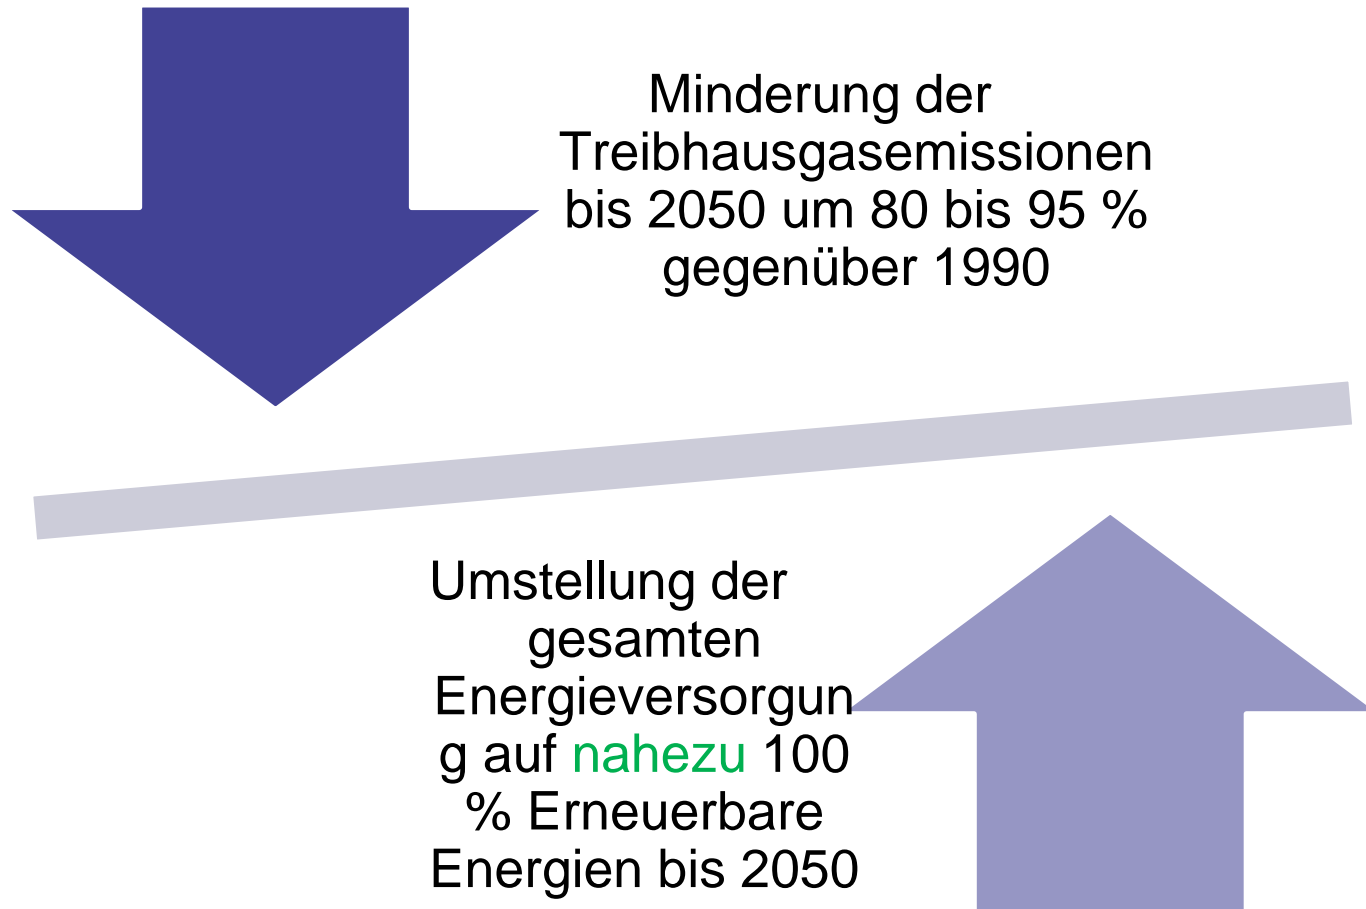 Minderung der
Treibhausgasemissionen
bis 2050 um 80 bis 95 %
gegenüber 1990
Umstellung der
gesamten
Energieversorgun
g auf nahezu 100
% Erneuerbare
Energien bis 2050